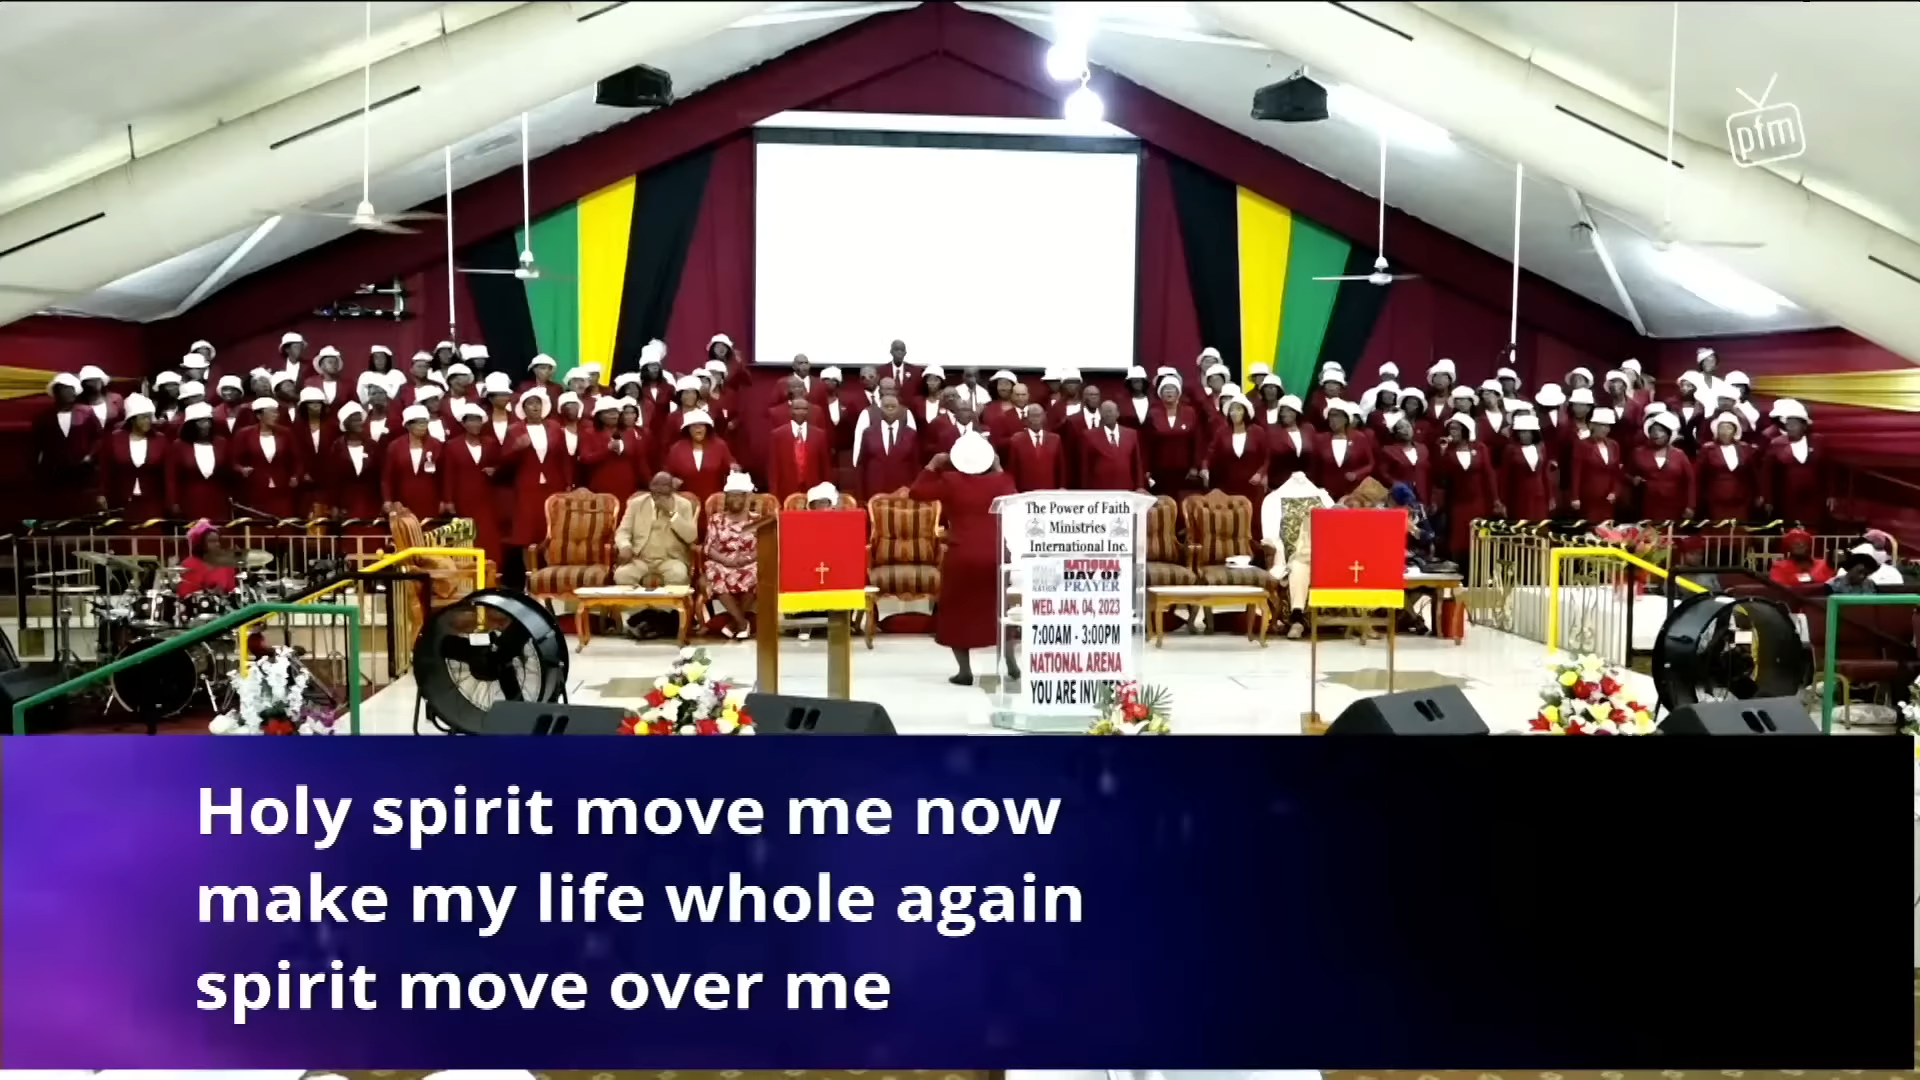 pfm
The Power of Faith
Ministries
International Inc.
NATIONAL
DAY OF
PRAYER
WED. JAN. 04, 2023
7:00AM - 3:00PM
NATIONAL ARENA
YOU ARE INVITED
Holy spirit move me now
make my life whole again
spirit move over me